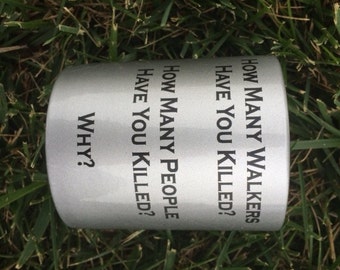 How Many Walkers
Have You Killed?
How Many People
Have You Killed?
Why?